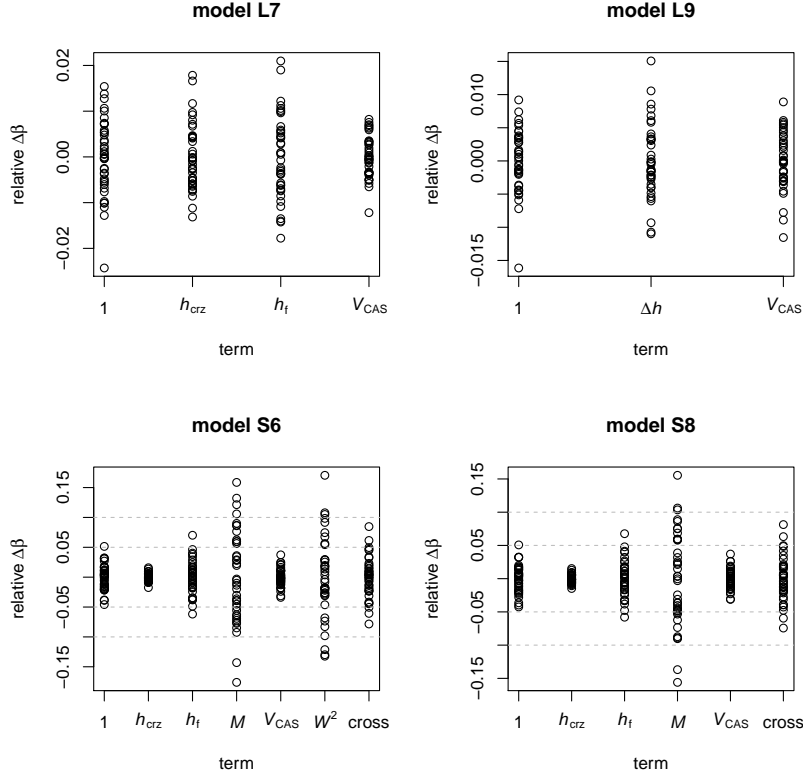 model L7
relative Δβ
0.02
0.00
−0.02
1 h_crz h_f V_CAS
term
model L9
relative Δβ
0.010
0.000
−0.015
1 Δh V_CAS
term
model S6
relative Δβ
0.15
0.05
−0.05
−0.15
1 h_crz h_f M V_CAS W² cross
term
model S8
relative Δβ
0.15
0.05
−0.05
−0.15
1 h_crz h_f M V_CAS cross
term